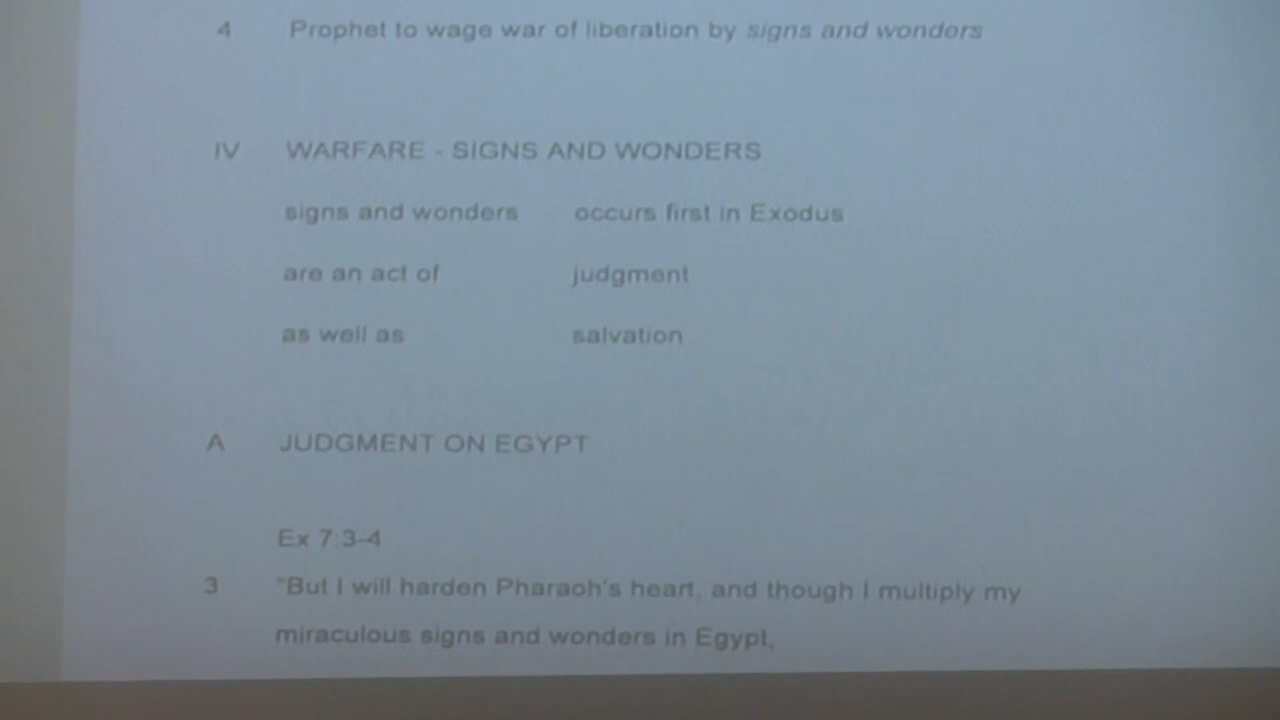 4 Prophet to wage war of liberation by signs and wonders
IV WARFARE - SIGNS AND WONDERS
signs and wonders occurs first in Exodus
are an act of judgment
as well as salvation
A JUDGMENT ON EGYPT
Ex 7:3-4
3 "But I will harden Pharaoh's heart, and though I multiply my
miraculous signs and wonders in Egypt,